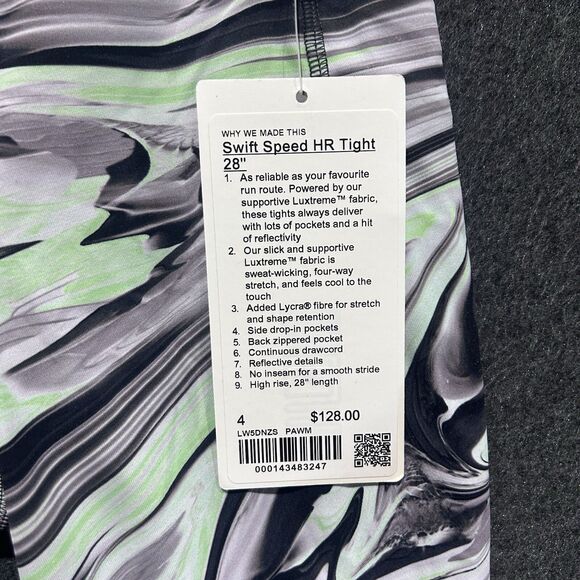 WHY WE MADE THIS
Swift Speed HR Tight
28"
1. As reliable as your favourite
run route. Powered by our
supportive Luxtreme™ fabric,
these tights always deliver
with lots of pockets and a hit
of reflectivity
2. Our slick and supportive
Luxtreme™ fabric is
sweat-wicking, four-way
stretch, and feels cool to the
touch
3. Added Lycra® fibre for stretch
and shape retention
4. Side drop-in pockets
5. Back zippered pocket
6. Continuous drawcord
7. Reflective details
8. No inseam for a smooth stride
9. High rise, 28" length
4 $128.00
LW5DNZS PAWM
000143483247